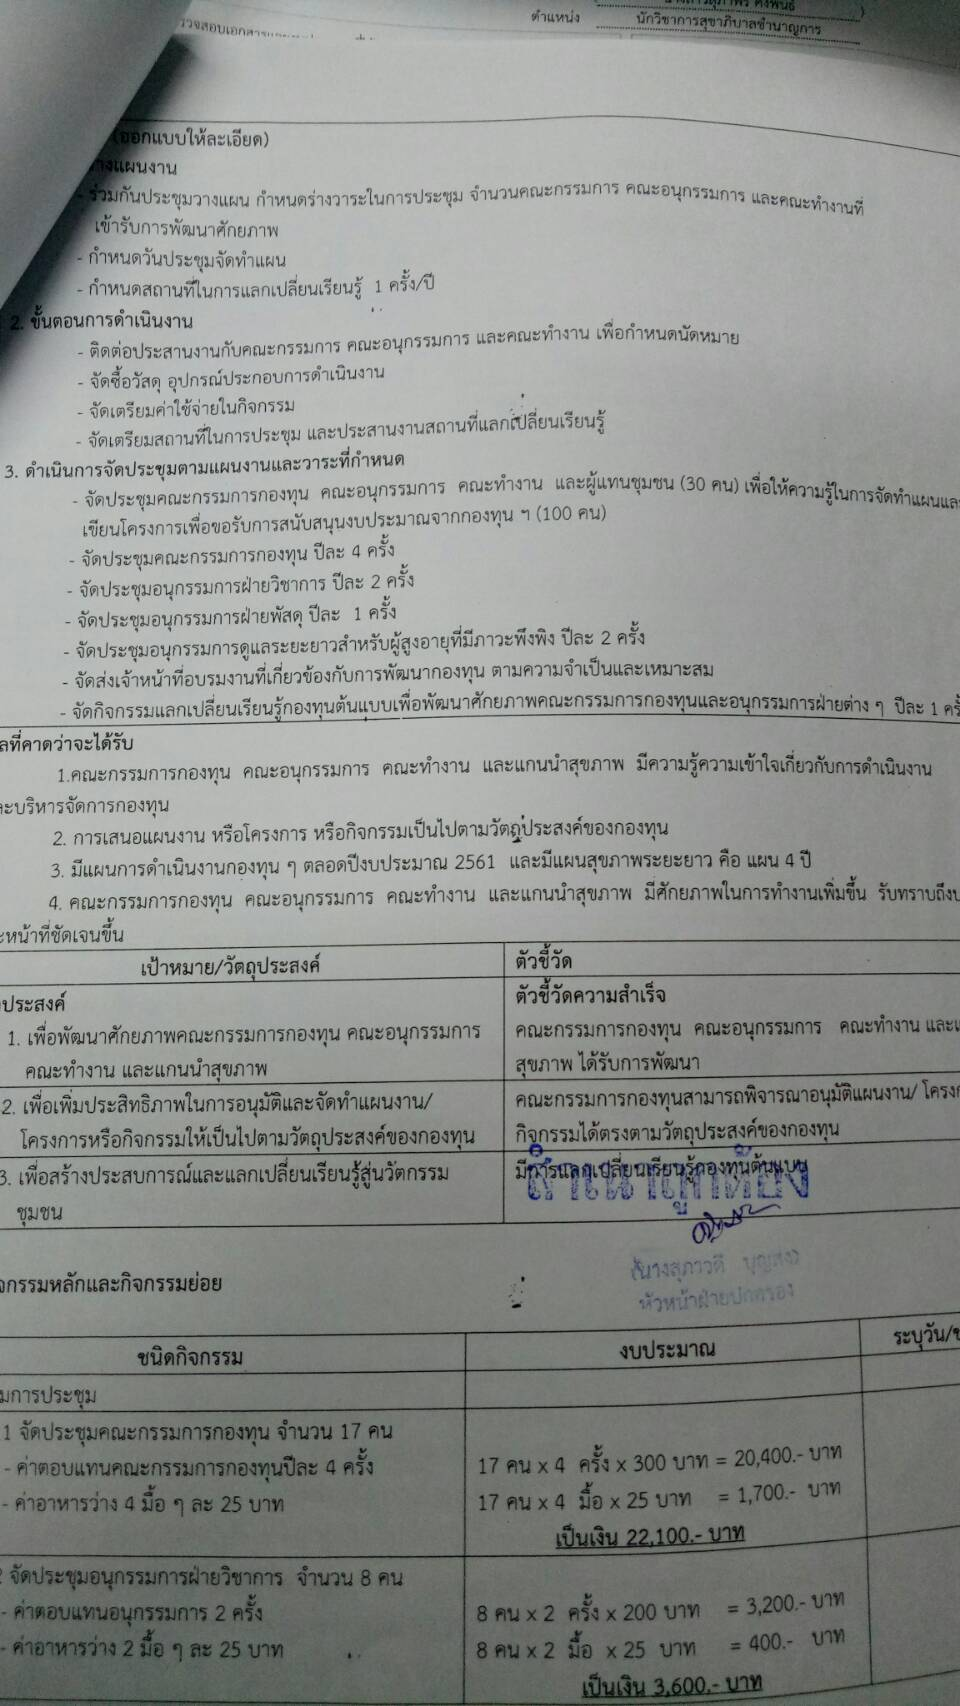 ตำแหน่ง นักวิชาการสุขาภิบาลชำนาญการ
(ออกแบบให้ละเอียด)
วางแผนงาน
- ร่วมกันประชุมวางแผน กำหนดร่างวาระในการประชุม จำนวนคณะกรรมการ คณะอนุกรรมการ และคณะทำงานที่
เข้ารับการพัฒนาศักยภาพ
- กำหนดวันประชุมจัดทำแผน
- กำหนดสถานที่ในการแลกเปลี่ยนเรียนรู้ 1 ครั้ง/ปี
2. ขั้นตอนการดำเนินงาน
- ติดต่อประสานงานกับคณะกรรมการ คณะอนุกรรมการ และคณะทำงาน เพื่อกำหนดนัดหมาย
- จัดซื้อวัสดุ อุปกรณ์ประกอบการดำเนินงาน
- จัดเตรียมค่าใช้จ่ายในกิจกรรม
- จัดเตรียมสถานที่ในการประชุม และประสานงานสถานที่แลกเปลี่ยนเรียนรู้
3. ดำเนินการจัดประชุมตามแผนงานและวาระที่กำหนด
- จัดประชุมคณะกรรมการกองทุน คณะอนุกรรมการ คณะทำงาน และผู้แทนชุมชน (30 คน) เพื่อให้ความรู้ในการจัดทำแผนและ
เขียนโครงการเพื่อขอรับการสนับสนุนงบประมาณจากกองทุน ฯ (100 คน)
- จัดประชุมคณะกรรมการกองทุน ปีละ 4 ครั้ง
- จัดประชุมอนุกรรมการฝ่ายวิชาการ ปีละ 2 ครั้ง
- จัดประชุมอนุกรรมการฝ่ายพัสดุ ปีละ 1 ครั้ง
- จัดประชุมอนุกรรมการดูแลระยะยาวสำหรับผู้สูงอายุที่มีภาวะพึงพิง ปีละ 2 ครั้ง
- จัดส่งเจ้าหน้าที่อบรมงานที่เกี่ยวข้องกับการพัฒนากองทุน ตามความจำเป็นและเหมาะสม
- จัดกิจกรรมแลกเปลี่ยนเรียนรู้กองทุนต้นแบบเพื่อพัฒนาศักยภาพคณะกรรมการกองทุนและอนุกรรมการฝ่ายต่าง ๆ ปีละ 1 ครั้
ลที่คาดว่าจะได้รับ
1.คณะกรรมการกองทุน คณะอนุกรรมการ คณะทำงาน และแกนนำสุขภาพ มีความรู้ความเข้าใจเกี่ยวกับการดำเนินงาน
ละบริหารจัดการกองทุน
2. การเสนอแผนงาน หรือโครงการ หรือกิจกรรมเป็นไปตามวัตถุประสงค์ของกองทุน
3. มีแผนการดำเนินงานกองทุน ๆ ตลอดปีงบประมาณ 2561 และมีแผนสุขภาพระยะยาว คือ แผน 4 ปี
4. คณะกรรมการกองทุน คณะอนุกรรมการ คณะทำงาน และแกนนำสุขภาพ มีศักยภาพในการทำงานเพิ่มขึ้น รับทราบถึงบ
ะหน้าที่ชัดเจนขึ้น
เป้าหมาย/วัตถุประสงค์ ตัวชี้วัด
ประสงค์ ตัวชี้วัดความสำเร็จ
1. เพื่อพัฒนาศักยภาพคณะกรรมการกองทุน คณะอนุกรรมการ คณะกรรมการกองทุน คณะอนุกรรมการ คณะทำงาน และแ
คณะทำงาน และแกนนำสุขภาพ สุขภาพ ได้รับการพัฒนา
2. เพื่อเพิ่มประสิทธิภาพในการอนุมัติและจัดทำแผนงาน/ คณะกรรมการกองทุนสามารถพิจารณาอนุมัติแผนงาน/ โครงก
โครงการหรือกิจกรรมให้เป็นไปตามวัตถุประสงค์ของกองทุน กิจกรรมได้ตรงตามวัตถุประสงค์ของกองทุน
3. เพื่อสร้างประสบการณ์และแลกเปลี่ยนเรียนรู้สู่นวัตกรรม มีการแลกเปลี่ยนเรียนรู้กองทุนต้นแบบ
ชุมชน
สำเนาถูกต้อง
(นางสุภาวดี บุญส่ง)
หัวหน้าฝ่ายปกครอง
จกรรมหลักและกิจกรรมย่อย
ชนิดกิจกรรม งบประมาณ ระบุวัน/ช
มการประชุม
1 จัดประชุมคณะกรรมการกองทุน จำนวน 17 คน
- ค่าตอบแทนคณะกรรมการกองทุนปีละ 4 ครั้ง 17 คน x 4 ครั้ง x 300 บาท = 20,400.- บาท
- ค่าอาหารว่าง 4 มื้อ ๆ ละ 25 บาท 17 คน x 4 มื้อ x 25 บาท = 1,700.- บาท
เป็นเงิน 22,100.- บาท
2 จัดประชุมอนุกรรมการฝ่ายวิชาการ จำนวน 8 คน
- ค่าตอบแทนอนุกรรมการ 2 ครั้ง 8 คน x 2 ครั้ง x 200 บาท = 3,200.- บาท
- ค่าอาหารว่าง 2 มื้อ ๆ ละ 25 บาท 8 คน x 2 มื้อ x 25 บาท = 400.- บาท
เป็นเงิน 3,600.- บาท